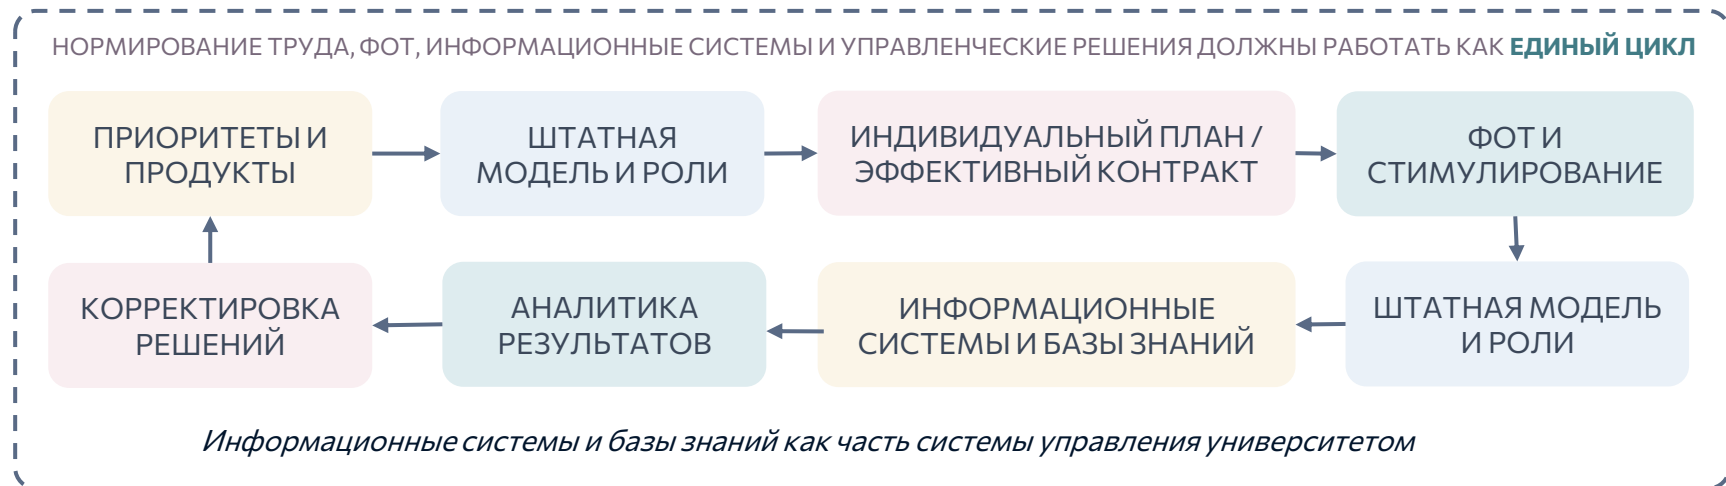 НОРМИРОВАНИЕ ТРУДА, ФОТ, ИНФОРМАЦИОННЫЕ СИСТЕМЫ И УПРАВЛЕНЧЕСКИЕ РЕШЕНИЯ ДОЛЖНЫ РАБОТАТЬ КАК ЕДИНЫЙ ЦИКЛ
ПРИОРИТЕТЫ И
ПРОДУКТЫ
ШТАТНАЯ
МОДЕЛЬ И РОЛИ
ИНДИВИДУАЛЬНЫЙ ПЛАН /
ЭФФЕКТИВНЫЙ КОНТРАКТ
ФОТ И
СТИМУЛИРОВАНИЕ
КОРРЕКТИРОВКА
РЕШЕНИЙ
АНАЛИТИКА
РЕЗУЛЬТАТОВ
ИНФОРМАЦИОННЫЕ
СИСТЕМЫ И БАЗЫ ЗНАНИЙ
ШТАТНАЯ МОДЕЛЬ
И РОЛИ
Информационные системы и базы знаний как часть системы управления университетом